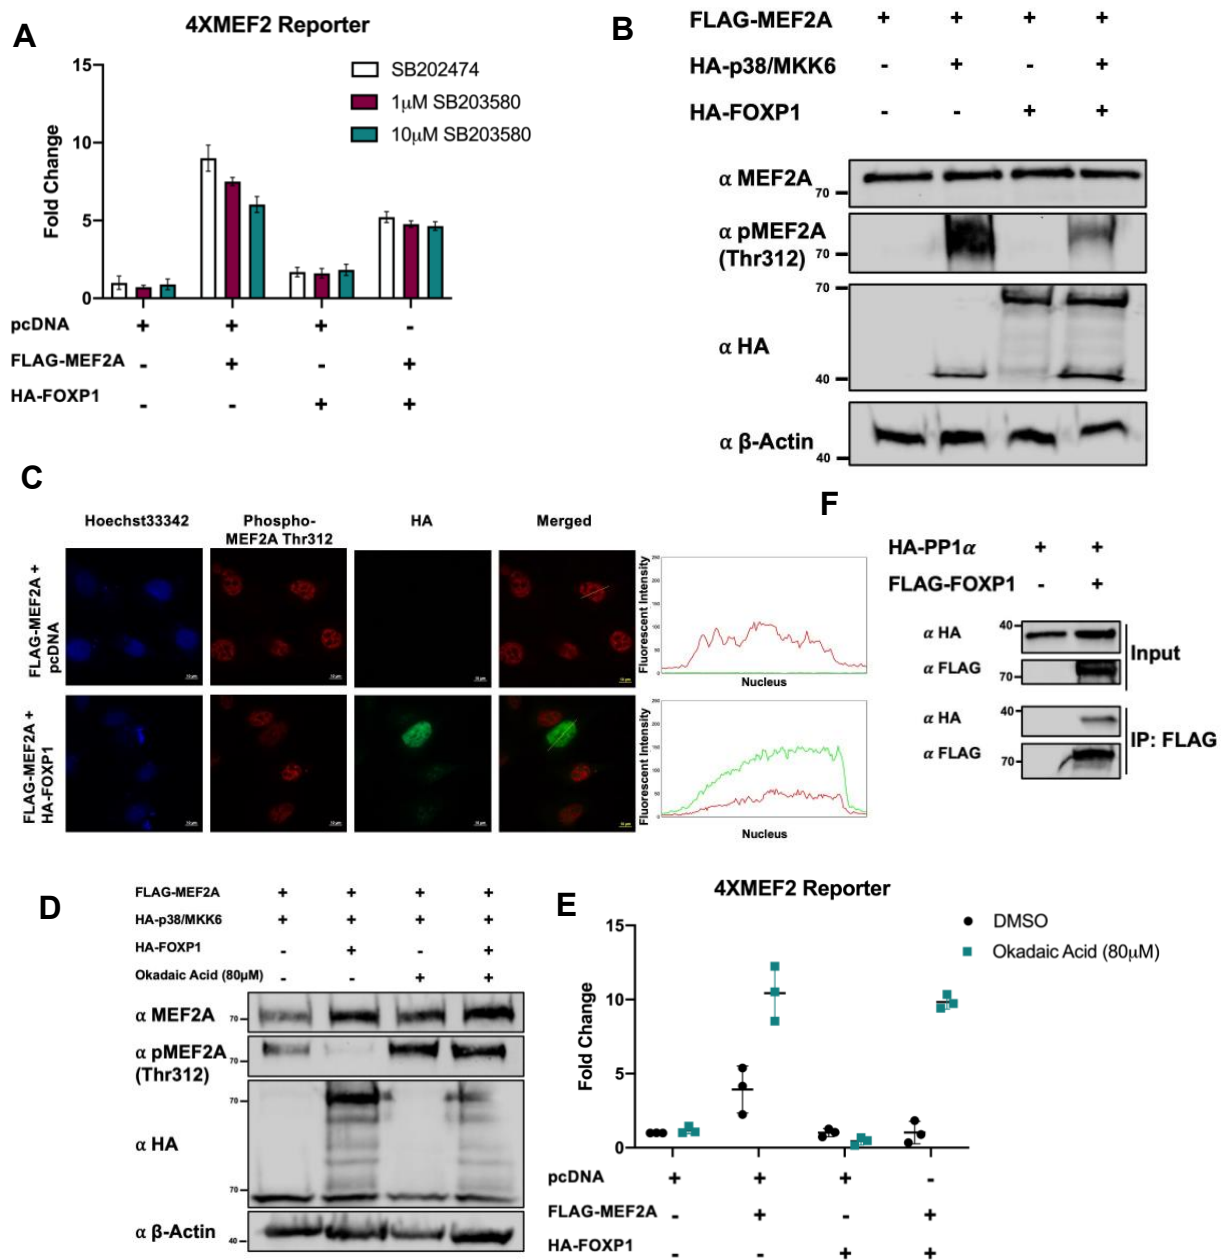 A
4XMEF2 Reporter
SB202474
1μM SB203580
10μM SB203580
Fold Change
15
10
5
0
pcDNA + + + -
FLAG-MEF2A - + - +
HA-FOXP1 - - + +
B
FLAG-MEF2A + + + +
HA-p38/MKK6 - + - +
HA-FOXP1 - - + +
α MEF2A
70
α pMEF2A
(Thr312)
70
70
α HA
40
α β-Actin
40
C
Hoechst33342 Phospho-
MEF2A Thr312 HA Merged
FLAG-MEF2A +
pcDNA
Fluorescent Intensity
Nucleus
FLAG-MEF2A +
HA-FOXP1
Fluorescent Intensity
Nucleus
F
HA-PP1α + +
FLAG-FOXP1 - +
α HA 40
α FLAG 70
Input
α HA 40
α FLAG 70
IP: FLAG
D
FLAG-MEF2A + + + +
HA-p38/MKK6 + + + +
HA-FOXP1 - + - +
Okadaic Acid (80μM) - - + +
α MEF2A 70
α pMEF2A
(Thr312) 70
70
α HA
70
α β-Actin
40
E
4XMEF2 Reporter
DMSO
Okadaic Acid (80μM)
Fold Change
15
10
5
0
pcDNA + + + -
FLAG-MEF2A - + - +
HA-FOXP1 - - + +